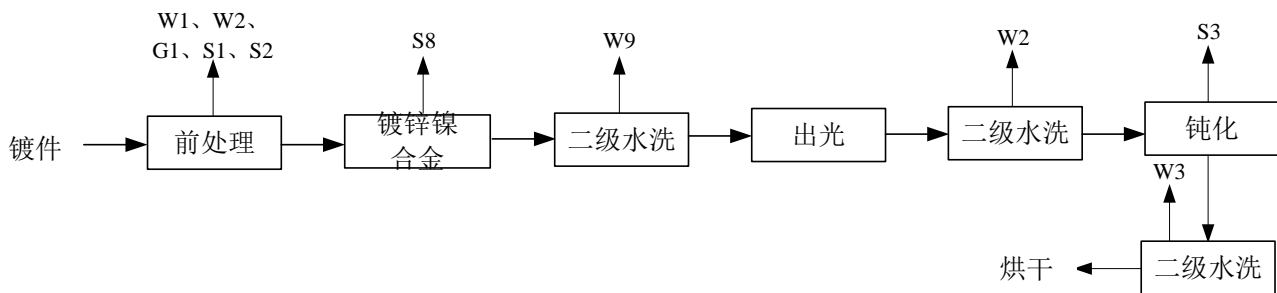 W1、W2、
G1、S1、S2
S8
W9
W2
S3
镀件
前处理
镀锌镍
合金
二级水洗
出光
二级水洗
钝化
W3
烘干
二级水洗